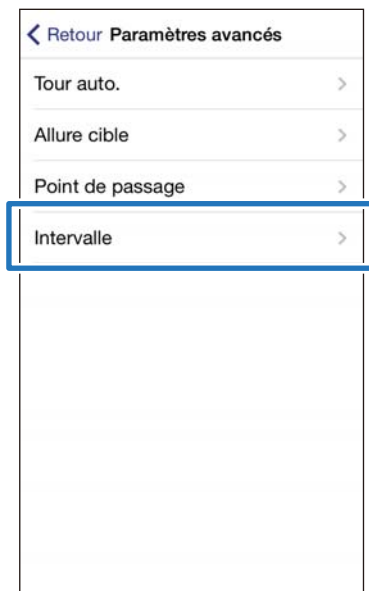 Retour Paramètres avancés
Tour auto.
Allure cible
Point de passage
Intervalle